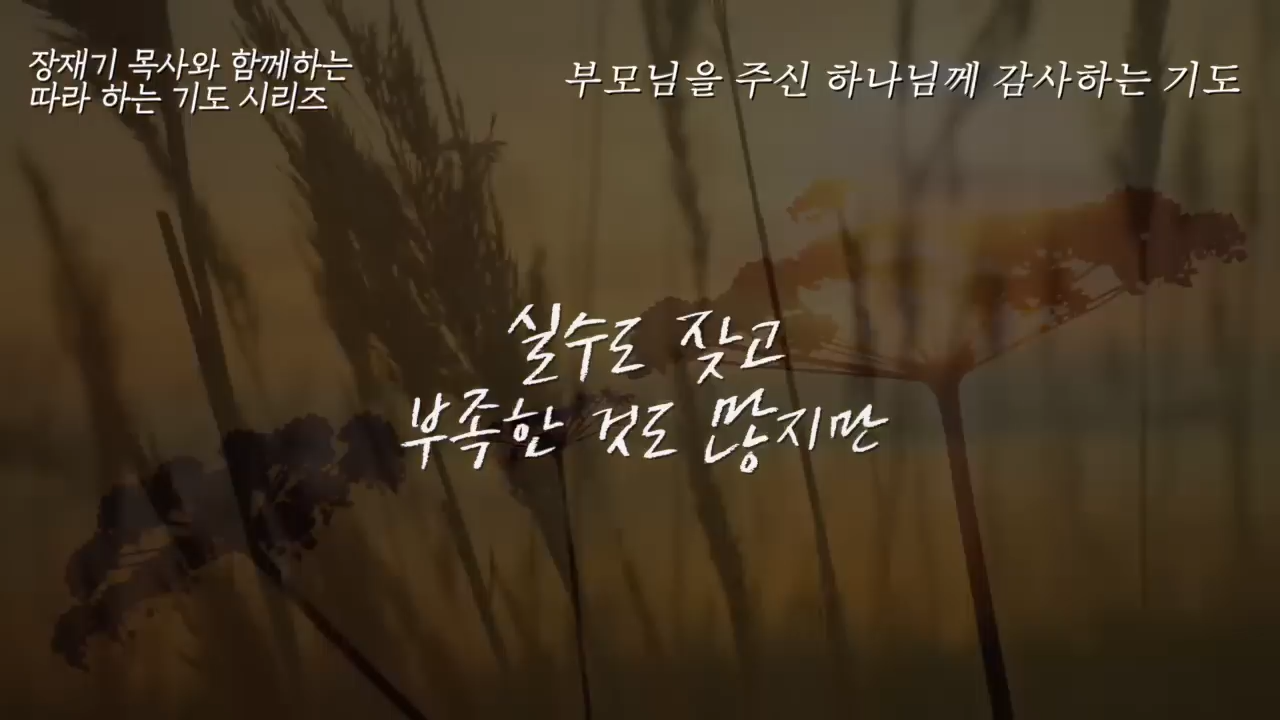 장재기 목사와 함께하는
따라 하는 기도 시리즈
부모님을 주신 하나님께 감사하는 기도
실수도 잦고
부족한 것도 많지만